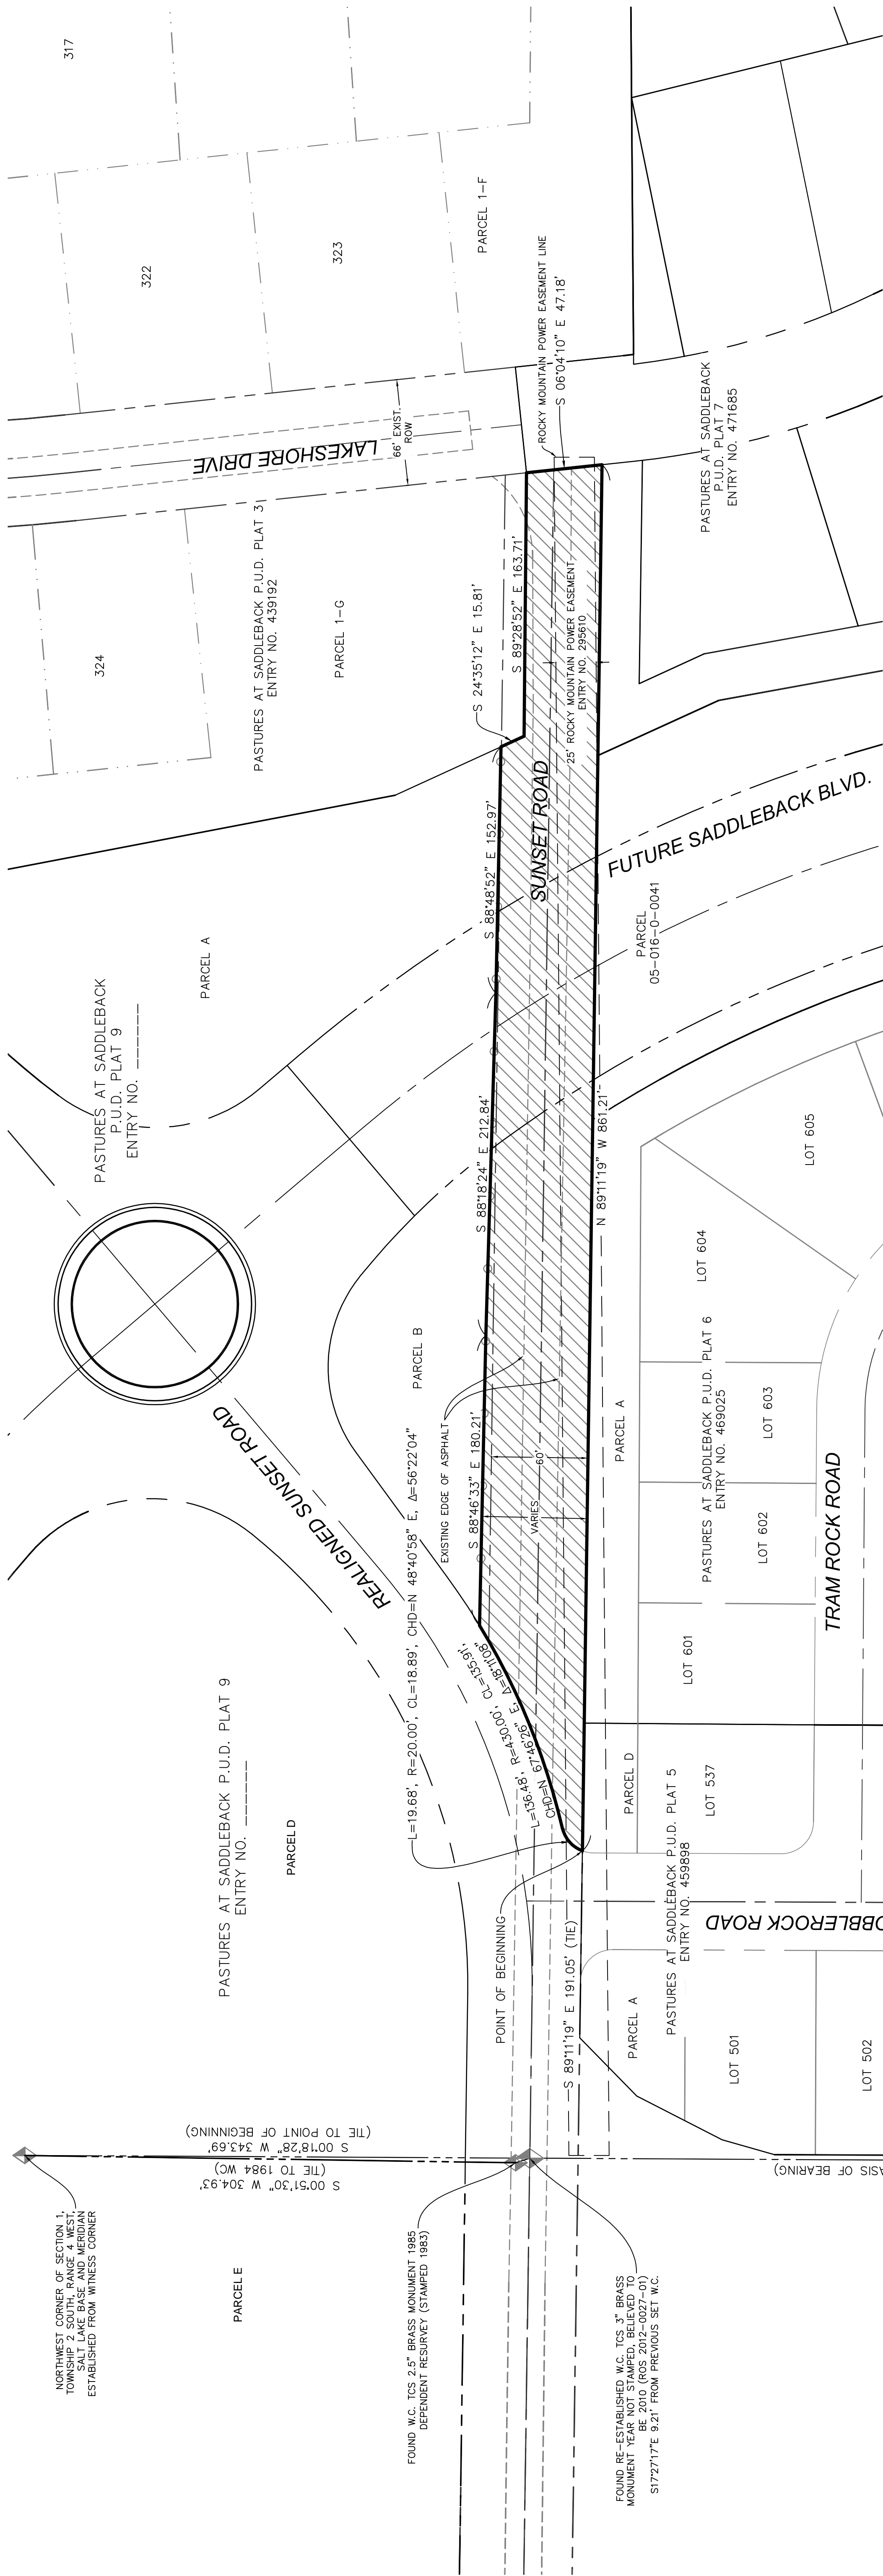 317
322
323
PARCEL 1-F
ROCKY MOUNTAIN POWER EASEMENT LINE
S 06°04'10" E 47.18'
LAKESHORE DRIVE
66' EXIST.
ROW
PASTURES AT SADDLEBACK
P.U.D. PLAT 7
ENTRY NO. 471685
324
PASTURES AT SADDLEBACK P.U.D. PLAT 3
ENTRY NO. 439192
PARCEL 1-G
S 24°35'12" E 15.81'
S 89°28'52" E 163.71'
25' ROCKY MOUNTAIN POWER EASEMENT
ENTRY NO. 295610
SUNSET ROAD
FUTURE SADDLEBACK BLVD.
S 88°48'52" E 152.97'
PARCEL
05-016-0-0041
PARCEL A
PASTURES AT SADDLEBACK
P.U.D. PLAT 9
ENTRY NO. ______
S 88°18'24" E 212.84'
N 89°11'19" W 861.21'
LOT 605
LOT 604
PARCEL B
PARCEL A
PASTURES AT SADDLEBACK P.U.D. PLAT 6
ENTRY NO. 469025
LOT 603
LOT 602
LOT 601
TRAM ROCK ROAD
REALIGNED SUNSET ROAD
EXISTING EDGE OF ASPHALT
S 88°46'33" E 180.21'
60'
VARIES
L=19.68', R=20.00', CL=18.89', CHD=N 48°40'58" E, Δ=56°22'04"
L=136.48', R=430.00', CL=135.91',
CHD=N 67°46'26" E, Δ=18°11'08"
PASTURES AT SADDLEBACK P.U.D. PLAT 9
ENTRY NO. ______
PARCEL D
PARCEL D
LOT 537
PASTURES AT SADDLEBACK P.U.D. PLAT 5
ENTRY NO. 459898
POINT OF BEGINNING
S 89°11'19" E 191.05' (TIE)
OBBLEROCK ROAD
PARCEL A
LOT 501
LOT 502
S 00°18'28" W 343.69'
(TIE TO POINT OF BEGINNING)
S 00°51'30" W 304.93'
(TIE TO 1984 WC)
ASIS OF BEARING)
NORTHWEST CORNER OF SECTION 1,
TOWNSHIP 2 SOUTH, RANGE 4 WEST,
SALT LAKE BASE AND MERIDIAN
ESTABLISHED FROM WITNESS CORNER
PARCEL E
FOUND W.C. TCS 2.5" BRASS MONUMENT 1985
DEPENDENT RESURVEY (STAMPED 1983)
FOUND RE-ESTABLISHED W.C. TCS 3" BRASS
MONUMENT YEAR NOT STAMPED, BELIEVED TO
BE 2010 (ROS 2012-0027-01)
S17°27'17"E 9.21' FROM PREVIOUS SET W.C.